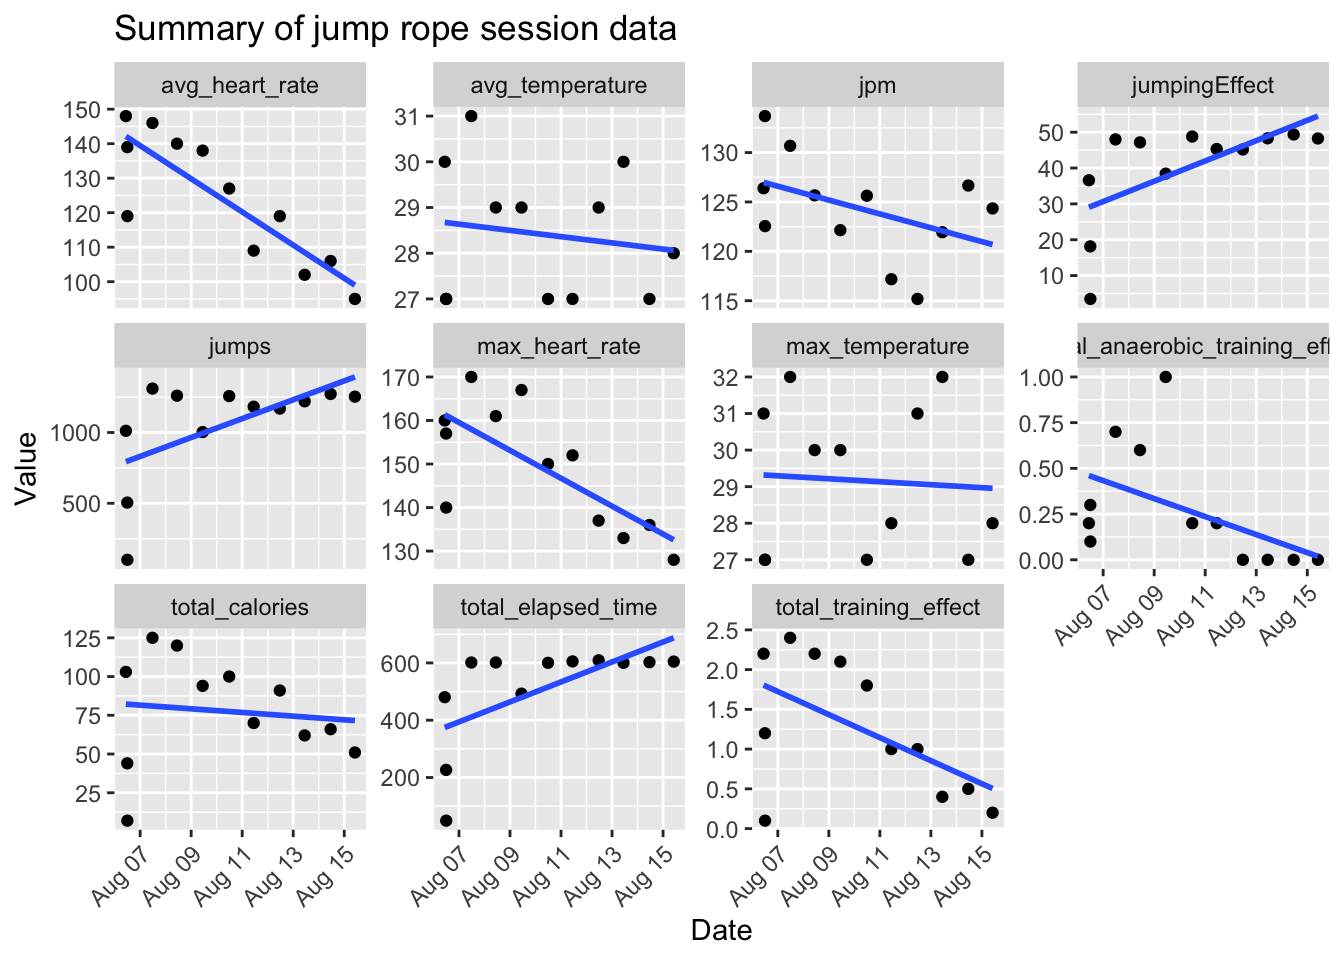 Summary of jump rope session data
avg_heart_rate
avg_temperature
jpm
jumpingEffect
150
140
130
120
110
100
31
30
29
28
27
130
125
120
115
50
40
30
20
10
jumps
max_heart_rate
max_temperature
al_anaerobic_training_eff
1000
500
170
160
150
140
130
32
31
30
29
28
27
1.00
0.75
0.50
0.25
0.00
Aug 07
Aug 09
Aug 11
Aug 13
Aug 15
total_calories
total_elapsed_time
total_training_effect
125
100
75
50
25
600
400
200
2.5
2.0
1.5
1.0
0.5
0.0
Aug 07
Aug 09
Aug 11
Aug 13
Aug 15
Aug 07
Aug 09
Aug 11
Aug 13
Aug 15
Aug 07
Aug 09
Aug 11
Aug 13
Aug 15
Value
Date